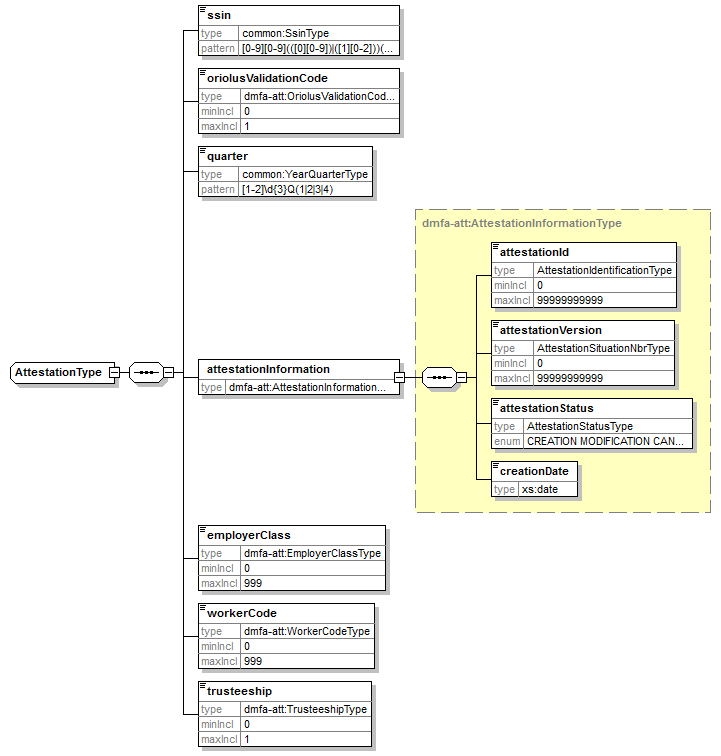 ssin
type common:SsinType
pattern [0-9][0-9](([0][0-9])|([1][0-2]))(...
oriolusValidationCode
type dmfa-att:OriolusValidationCod...
minIncl 0
maxIncl 1
quarter
type common:YearQuarterType
pattern [1-2]\d{3}Q(1|2|3|4)
AttestationType
attestationInformation
type dmfa-att:AttestationInformation...
dmfa-att:AttestationInformationType
attestationId
type AttestationIdentificationType
minIncl 0
maxIncl 99999999999
attestationVersion
type AttestationSituationNbrType
minIncl 0
maxIncl 99999999999
attestationStatus
type AttestationStatusType
enum CREATION MODIFICATION CAN...
creationDate
type xs:date
employerClass
type dmfa-att:EmployerClassType
minIncl 0
maxIncl 999
workerCode
type dmfa-att:WorkerCodeType
minIncl 0
maxIncl 999
trusteeship
type dmfa-att:TrusteeshipType
minIncl 0
maxIncl 1